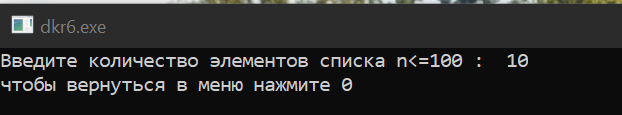 dkr6.exe
Введите количество элементов списка n<=100 :  10
чтобы вернуться в меню нажмите 0